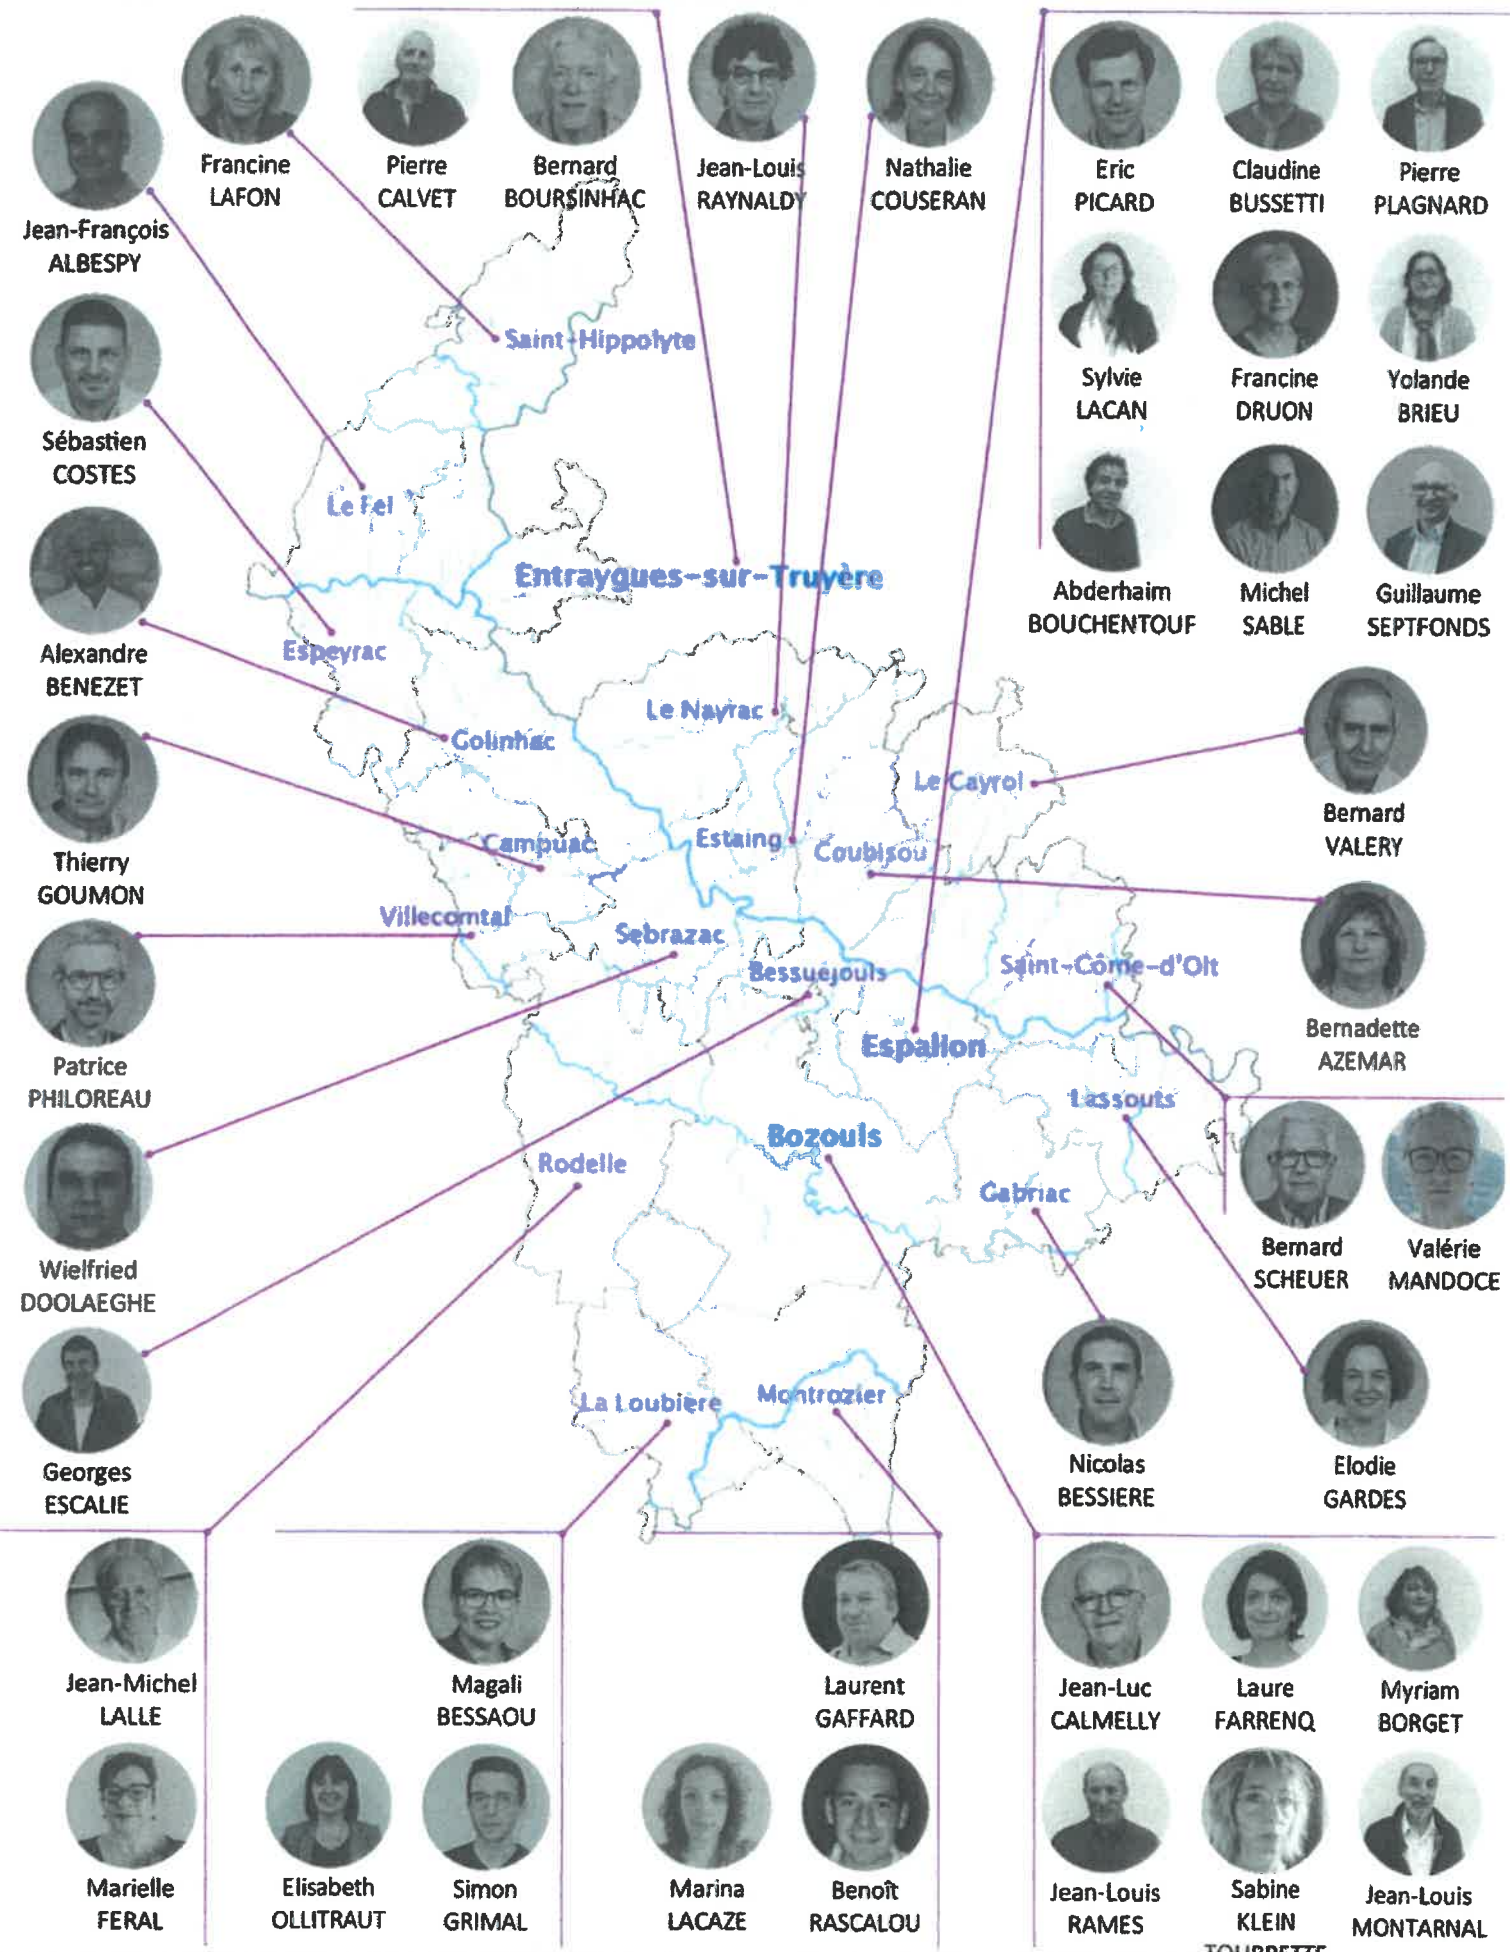 Francine
LAFON
Pierre
CALVET
Bernard
BOURSINHAC
Jean-Louis
RAYNALDY
Nathalie
COUSERAN
Eric
PICARD
Claudine
BUSSETTI
Pierre
PLAGNARD
Jean-François
ALBESPY
Sylvie
LACAN
Francine
DRUON
Yolande
BRIEU
Sébastien
COSTES
Abderhaim
BOUCHENTOUF
Michel
SABLE
Guillaume
SEPTFONDS
Alexandre
BENEZET
Thierry
GOUMON
Patrice
PHILOREAU
Wielfried
DOOLAEGHE
Georges
ESCALIE
Saint-Hippolyte
Le Fel
Entraygues-sur-Truyère
Espeyrac
Le Nayrac
Golinhac
Le Cayrol
Estaing
Campuac
Coubisou
Villecomtal
Sebrazac
Bessuejouls
Saint-Côme-d'Olt
Espalion
Lassouts
Bozouls
Rodelle
Gabriac
La Loubière
Montrozier
Bernard
VALERY
Bernadette
AZEMAR
Bernard
SCHEUER
Valérie
MANDOCE
Nicolas
BESSIERE
Elodie
GARDES
Jean-Michel
LALLE
Magali
BESSAOU
Laurent
GAFFARD
Jean-Luc
CALMELLY
Laure
FARRENQ
Myriam
BORGET
Marielle
FERAL
Elisabeth
OLLITRAUT
Simon
GRIMAL
Marina
LACAZE
Benoît
RASCALOU
Jean-Louis
RAMES
Sabine
KLEIN
Jean-Louis
MONTARNAL